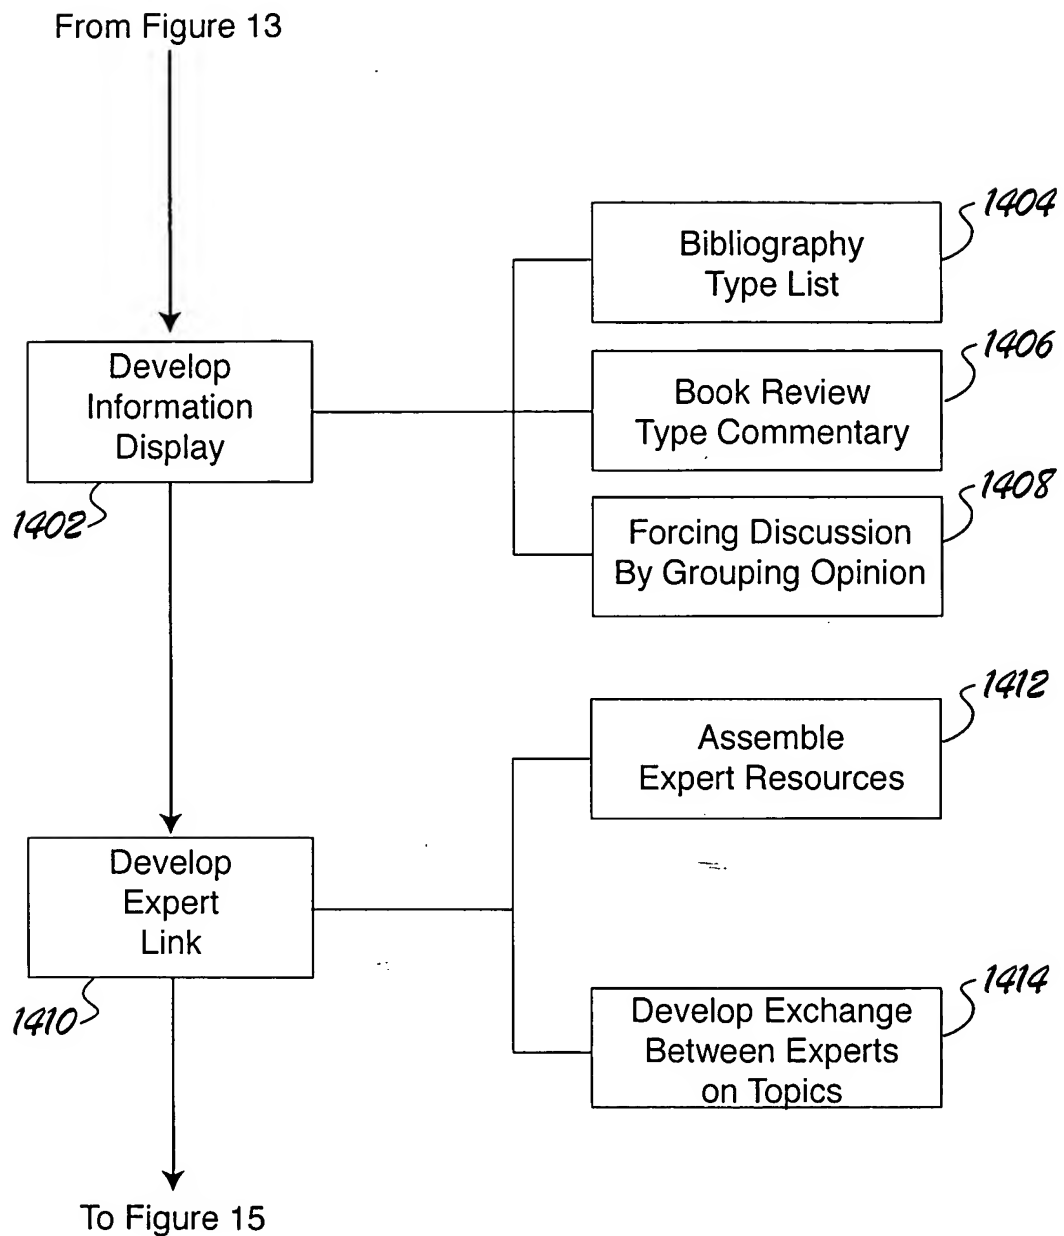 From Figure 13
1404
Bibliography
Type List
1406
Book Review
Type Commentary
Develop
Information
Display
1402
1408
Forcing Discussion
By Grouping Opinion
1412
Assemble
Expert Resources
Develop
Expert
Link
1410
1414
Develop Exchange
Between Experts
on Topics
To Figure 15